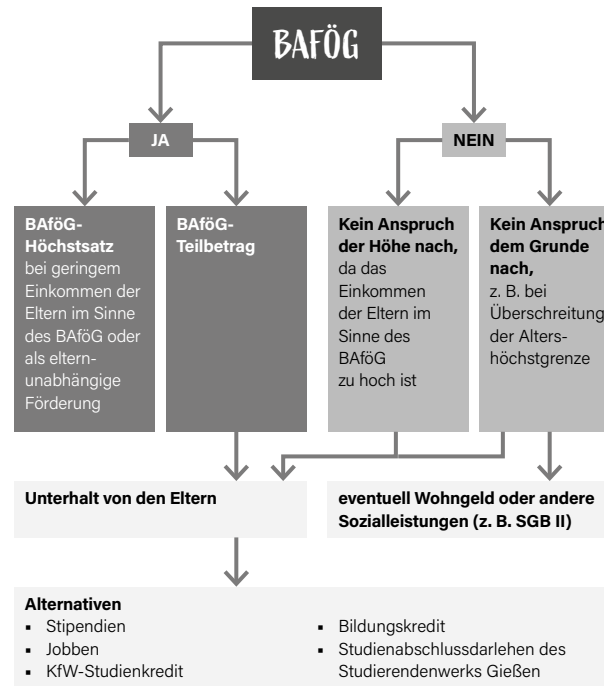 BAFÖG
JA
NEIN
BAföG-
Höchstsatz
bei geringem
Einkommen der
Eltern im Sinne
des BAföG oder
als eltern-
unabhängige
Förderung
BAföG-
Teilbetrag
Kein Anspruch
der Höhe nach,
da das
Einkommen
der Eltern im
Sinne des
BAföG
zu hoch ist
Kein Anspruch
dem Grunde
nach,
z. B. bei
Überschreitung
der Alters-
höchstgrenze
Unterhalt von den Eltern
eventuell Wohngeld oder andere
Sozialleistungen (z. B. SGB II)
Alternativen
▪ Stipendien
▪ Jobben
▪ KfW-Studienkredit
▪ Bildungskredit
▪ Studienabschlussdarlehen des
Studierendenwerks Gießen